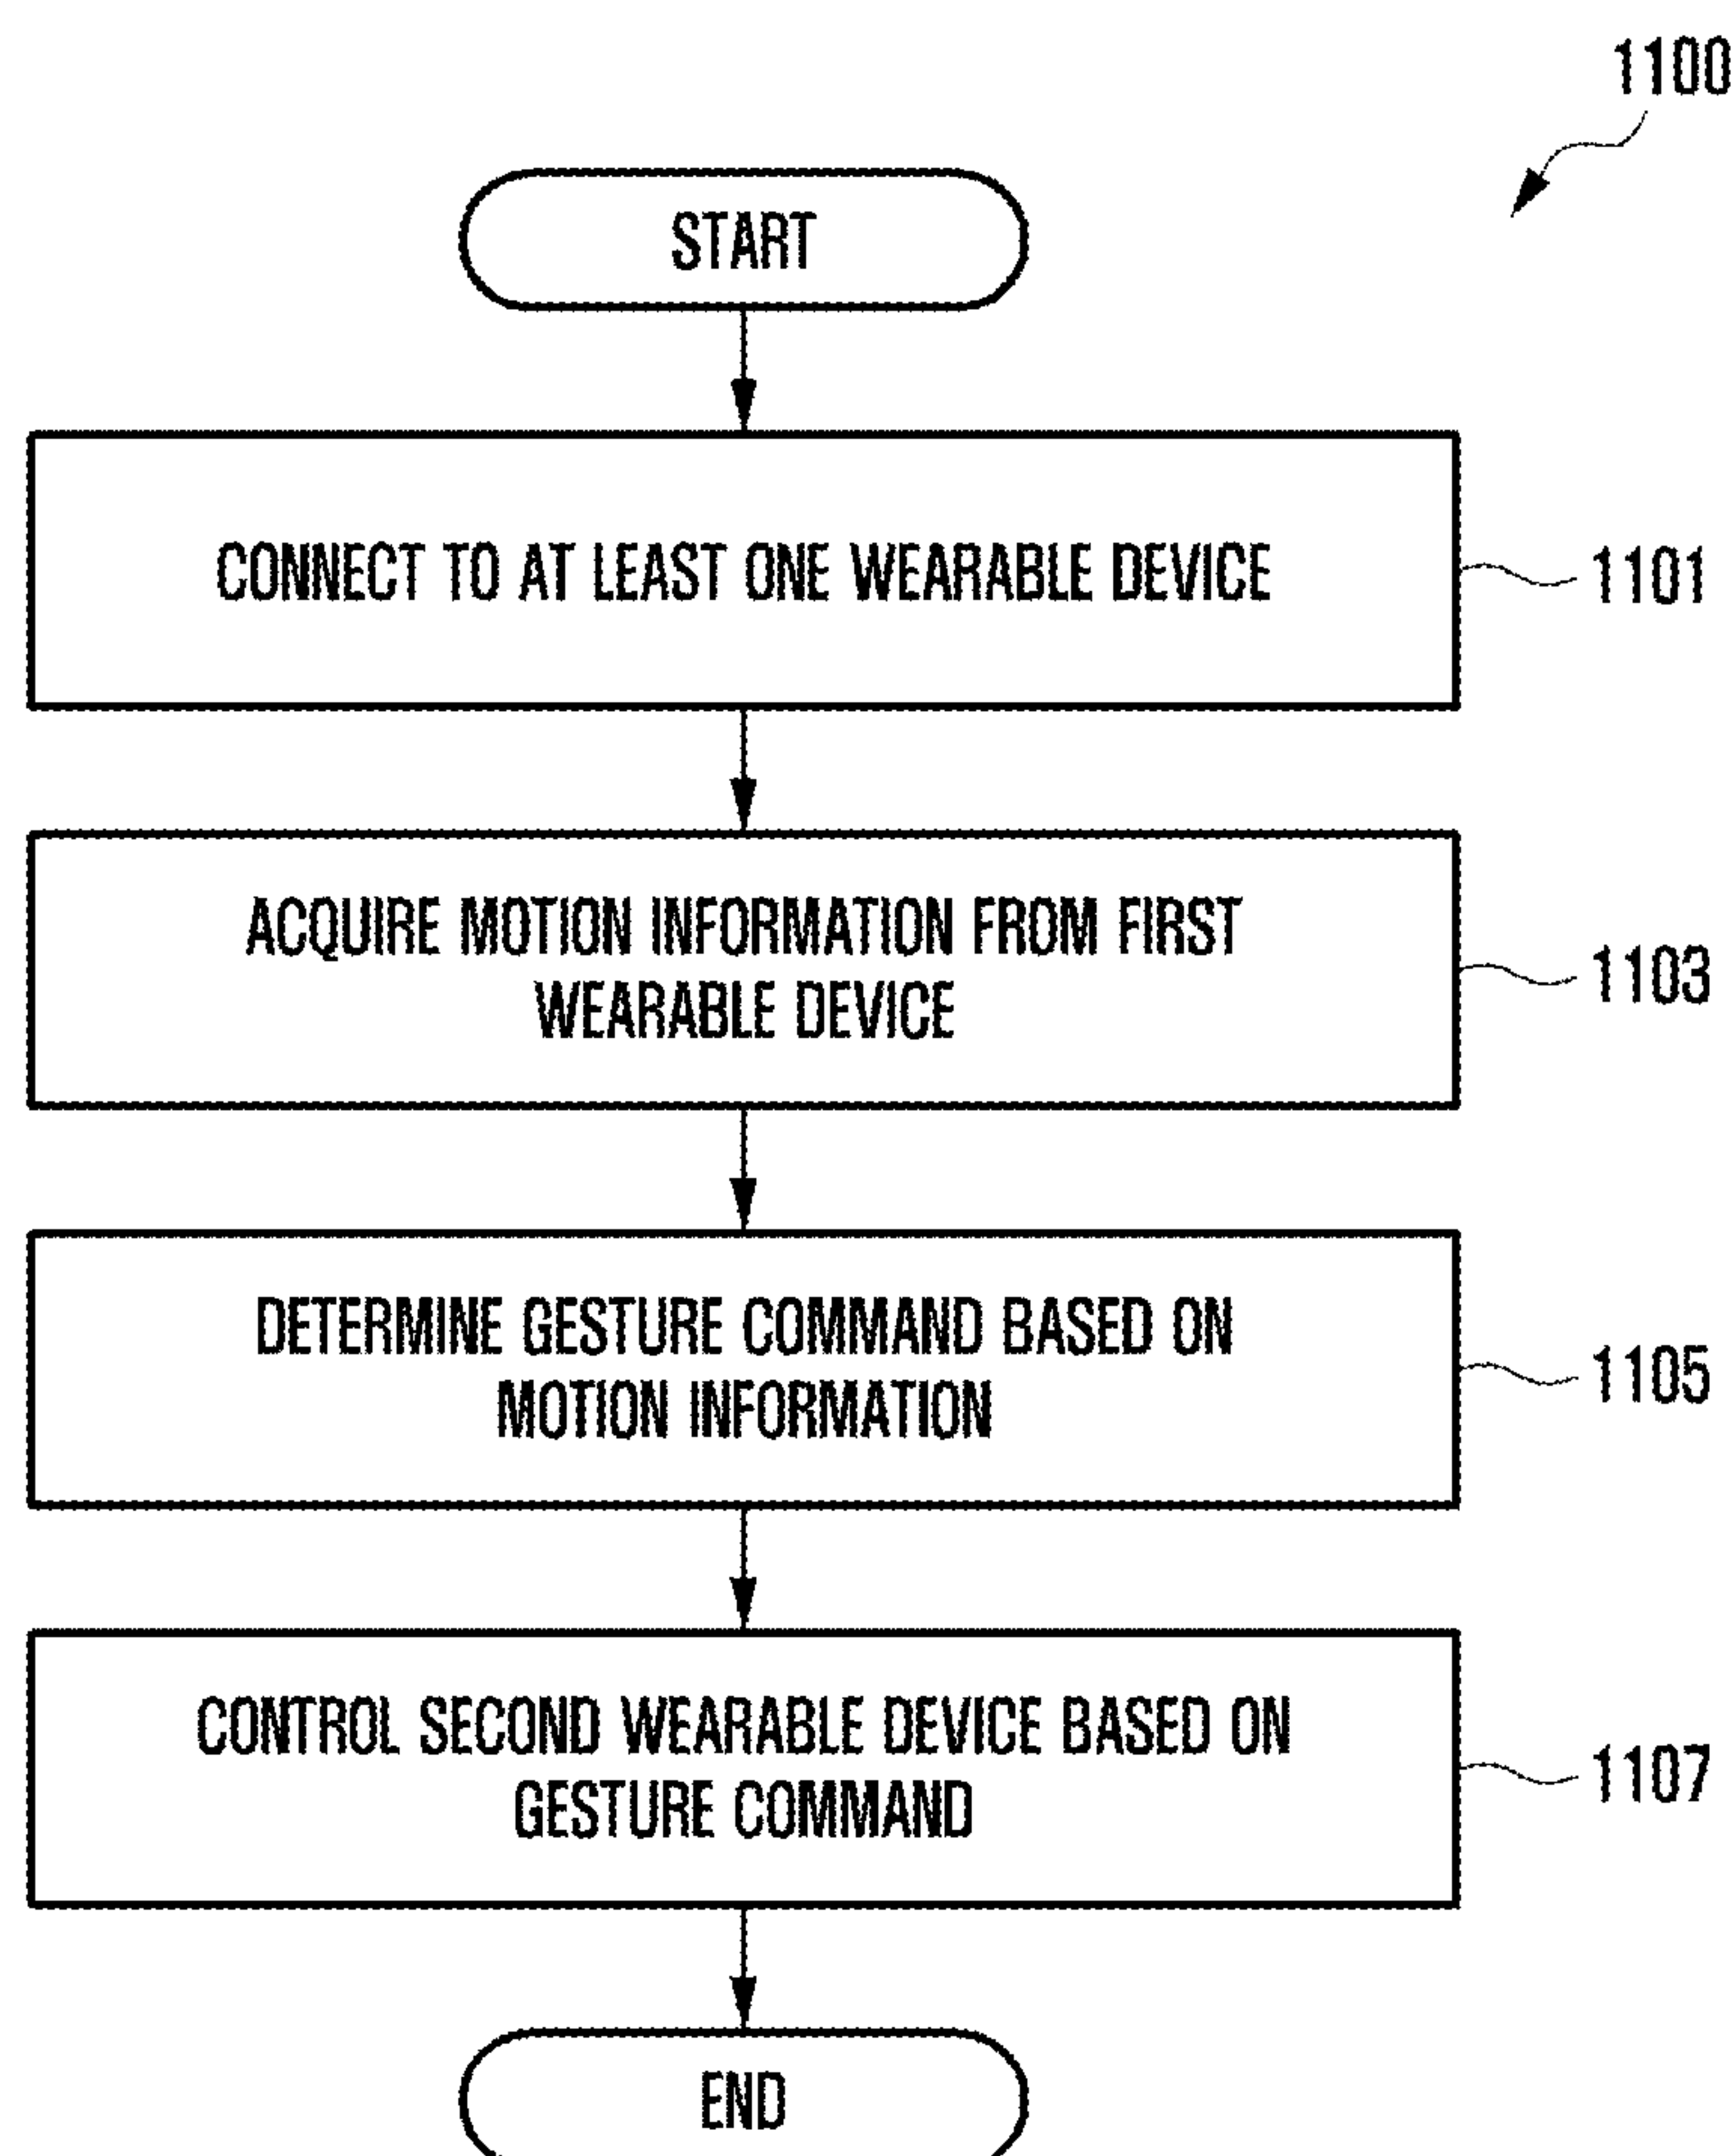 1100
START
CONNECT TO AT LEAST ONE WEARABLE DEVICE
1101
ACQUIRE MOTION INFORMATION FROM FIRST
WEARABLE DEVICE
1103
DETERMINE GESTURE COMMAND BASED ON
MOTION INFORMATION
1105
CONTROL SECOND WEARABLE DEVICE BASED ON
GESTURE COMMAND
1107
END